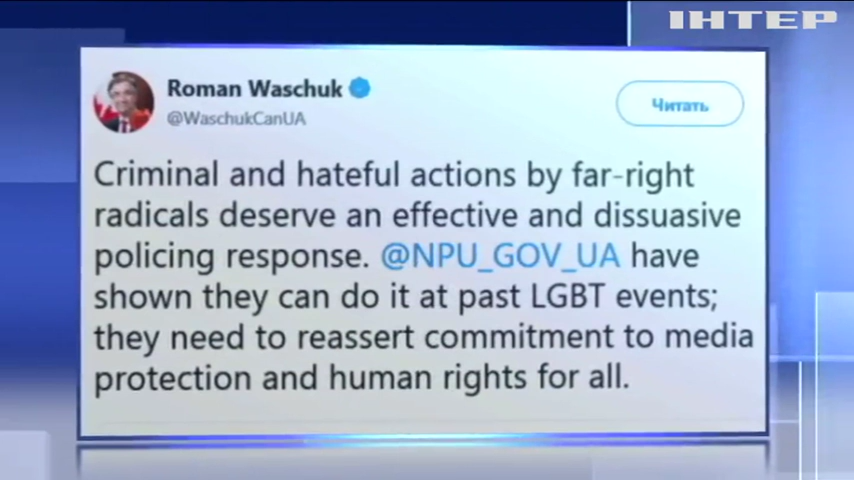 ІНТЕР
Roman Waschuk
@WaschukCanUA
Читать
Criminal and hateful actions by far-right
radicals deserve an effective and dissuasive
policing response. @NPU_GOV_UA have
shown they can do it at past LGBT events;
they need to reassert commitment to media
protection and human rights for all.